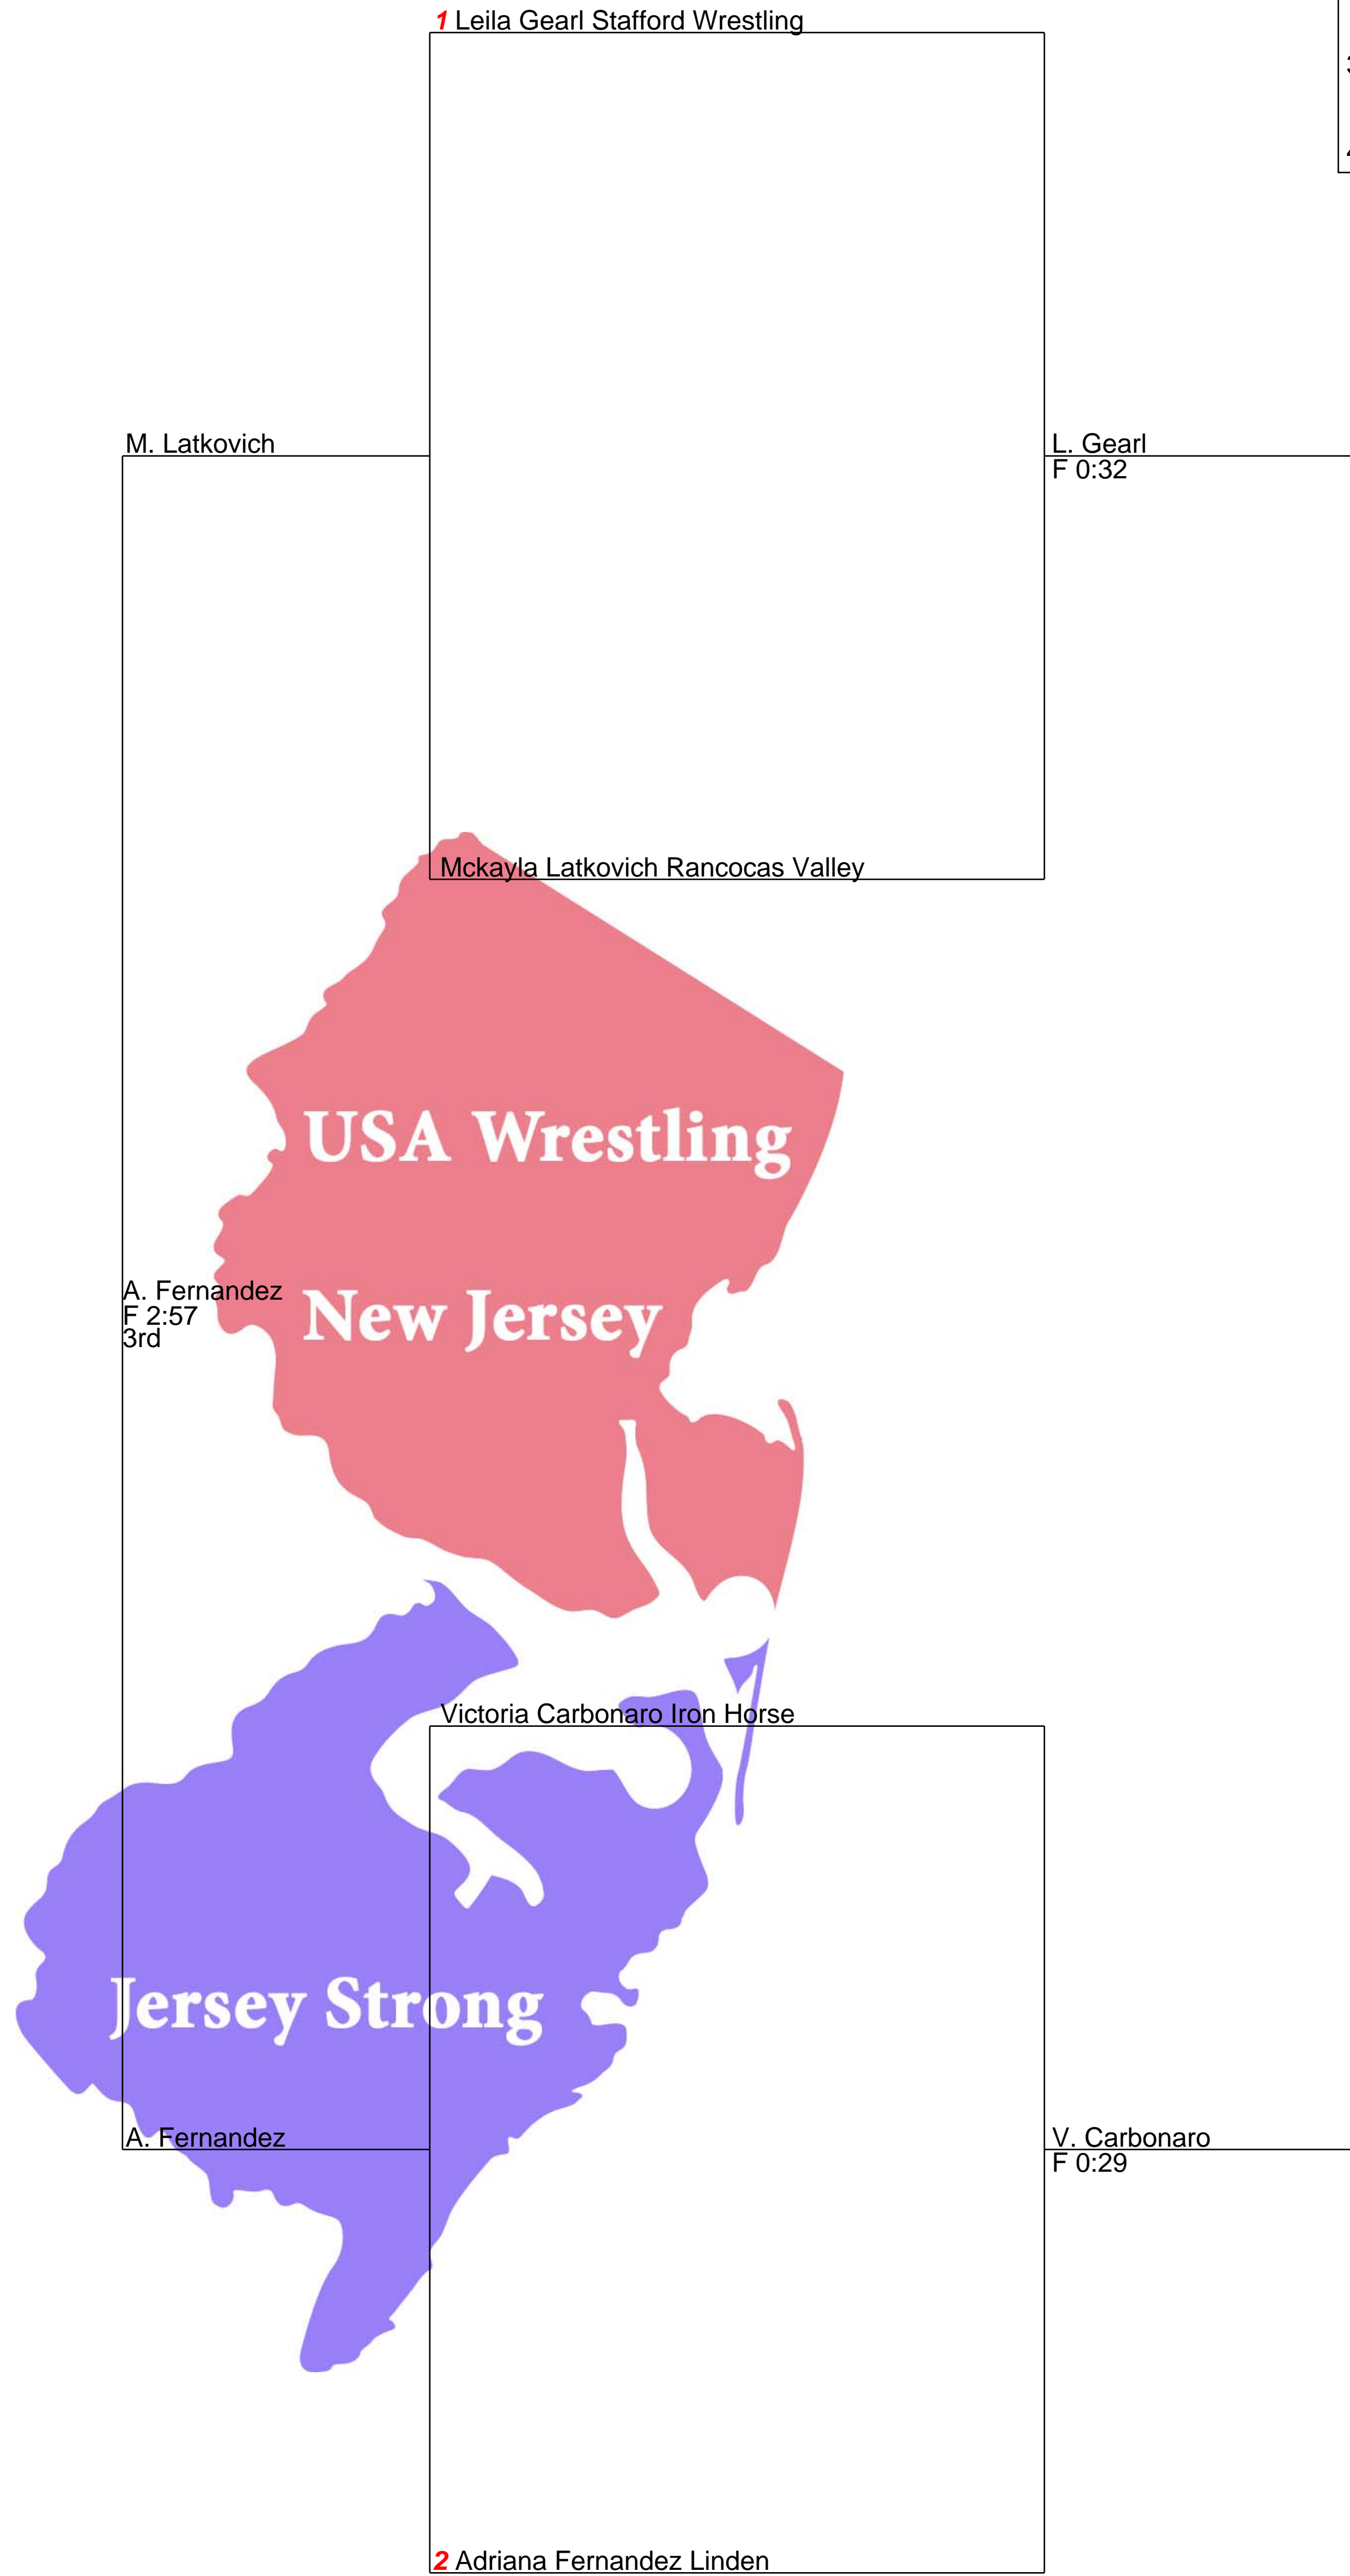 1 Leila Gearl Stafford Wrestling
M. Latkovich
L. Gearl
F 0:32
Mckayla Latkovich Rancocas Valley
USA Wrestling
New Jersey
A. Fernandez
F 2:57
3rd
Victoria Carbonaro Iron Horse
Jersey Strong
A. Fernandez
V. Carbonaro
F 0:29
2 Adriana Fernandez Linden